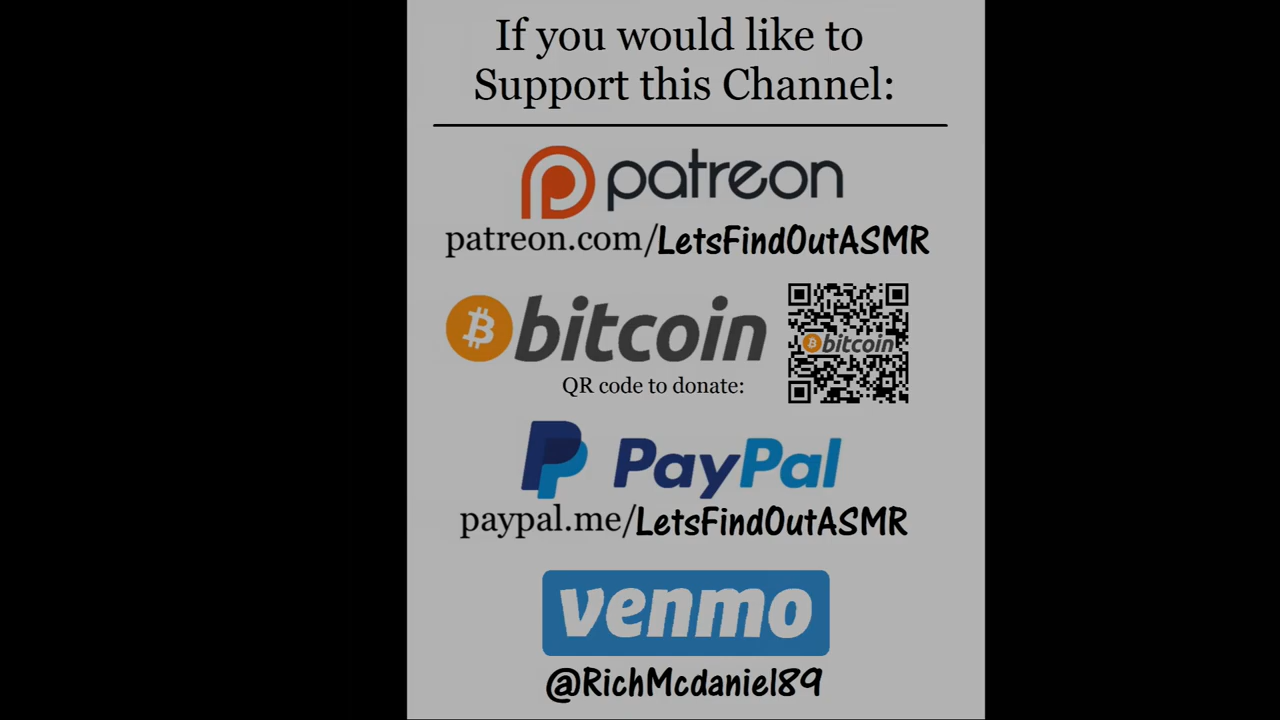 If you would like to
Support this Channel:
patreon
patreon.com/LetsFindOutASMR
bitcoin
bitcoin
QR code to donate:
PayPal
paypal.me/LetsFindOutASMR
venmo
@RichMcdaniel89